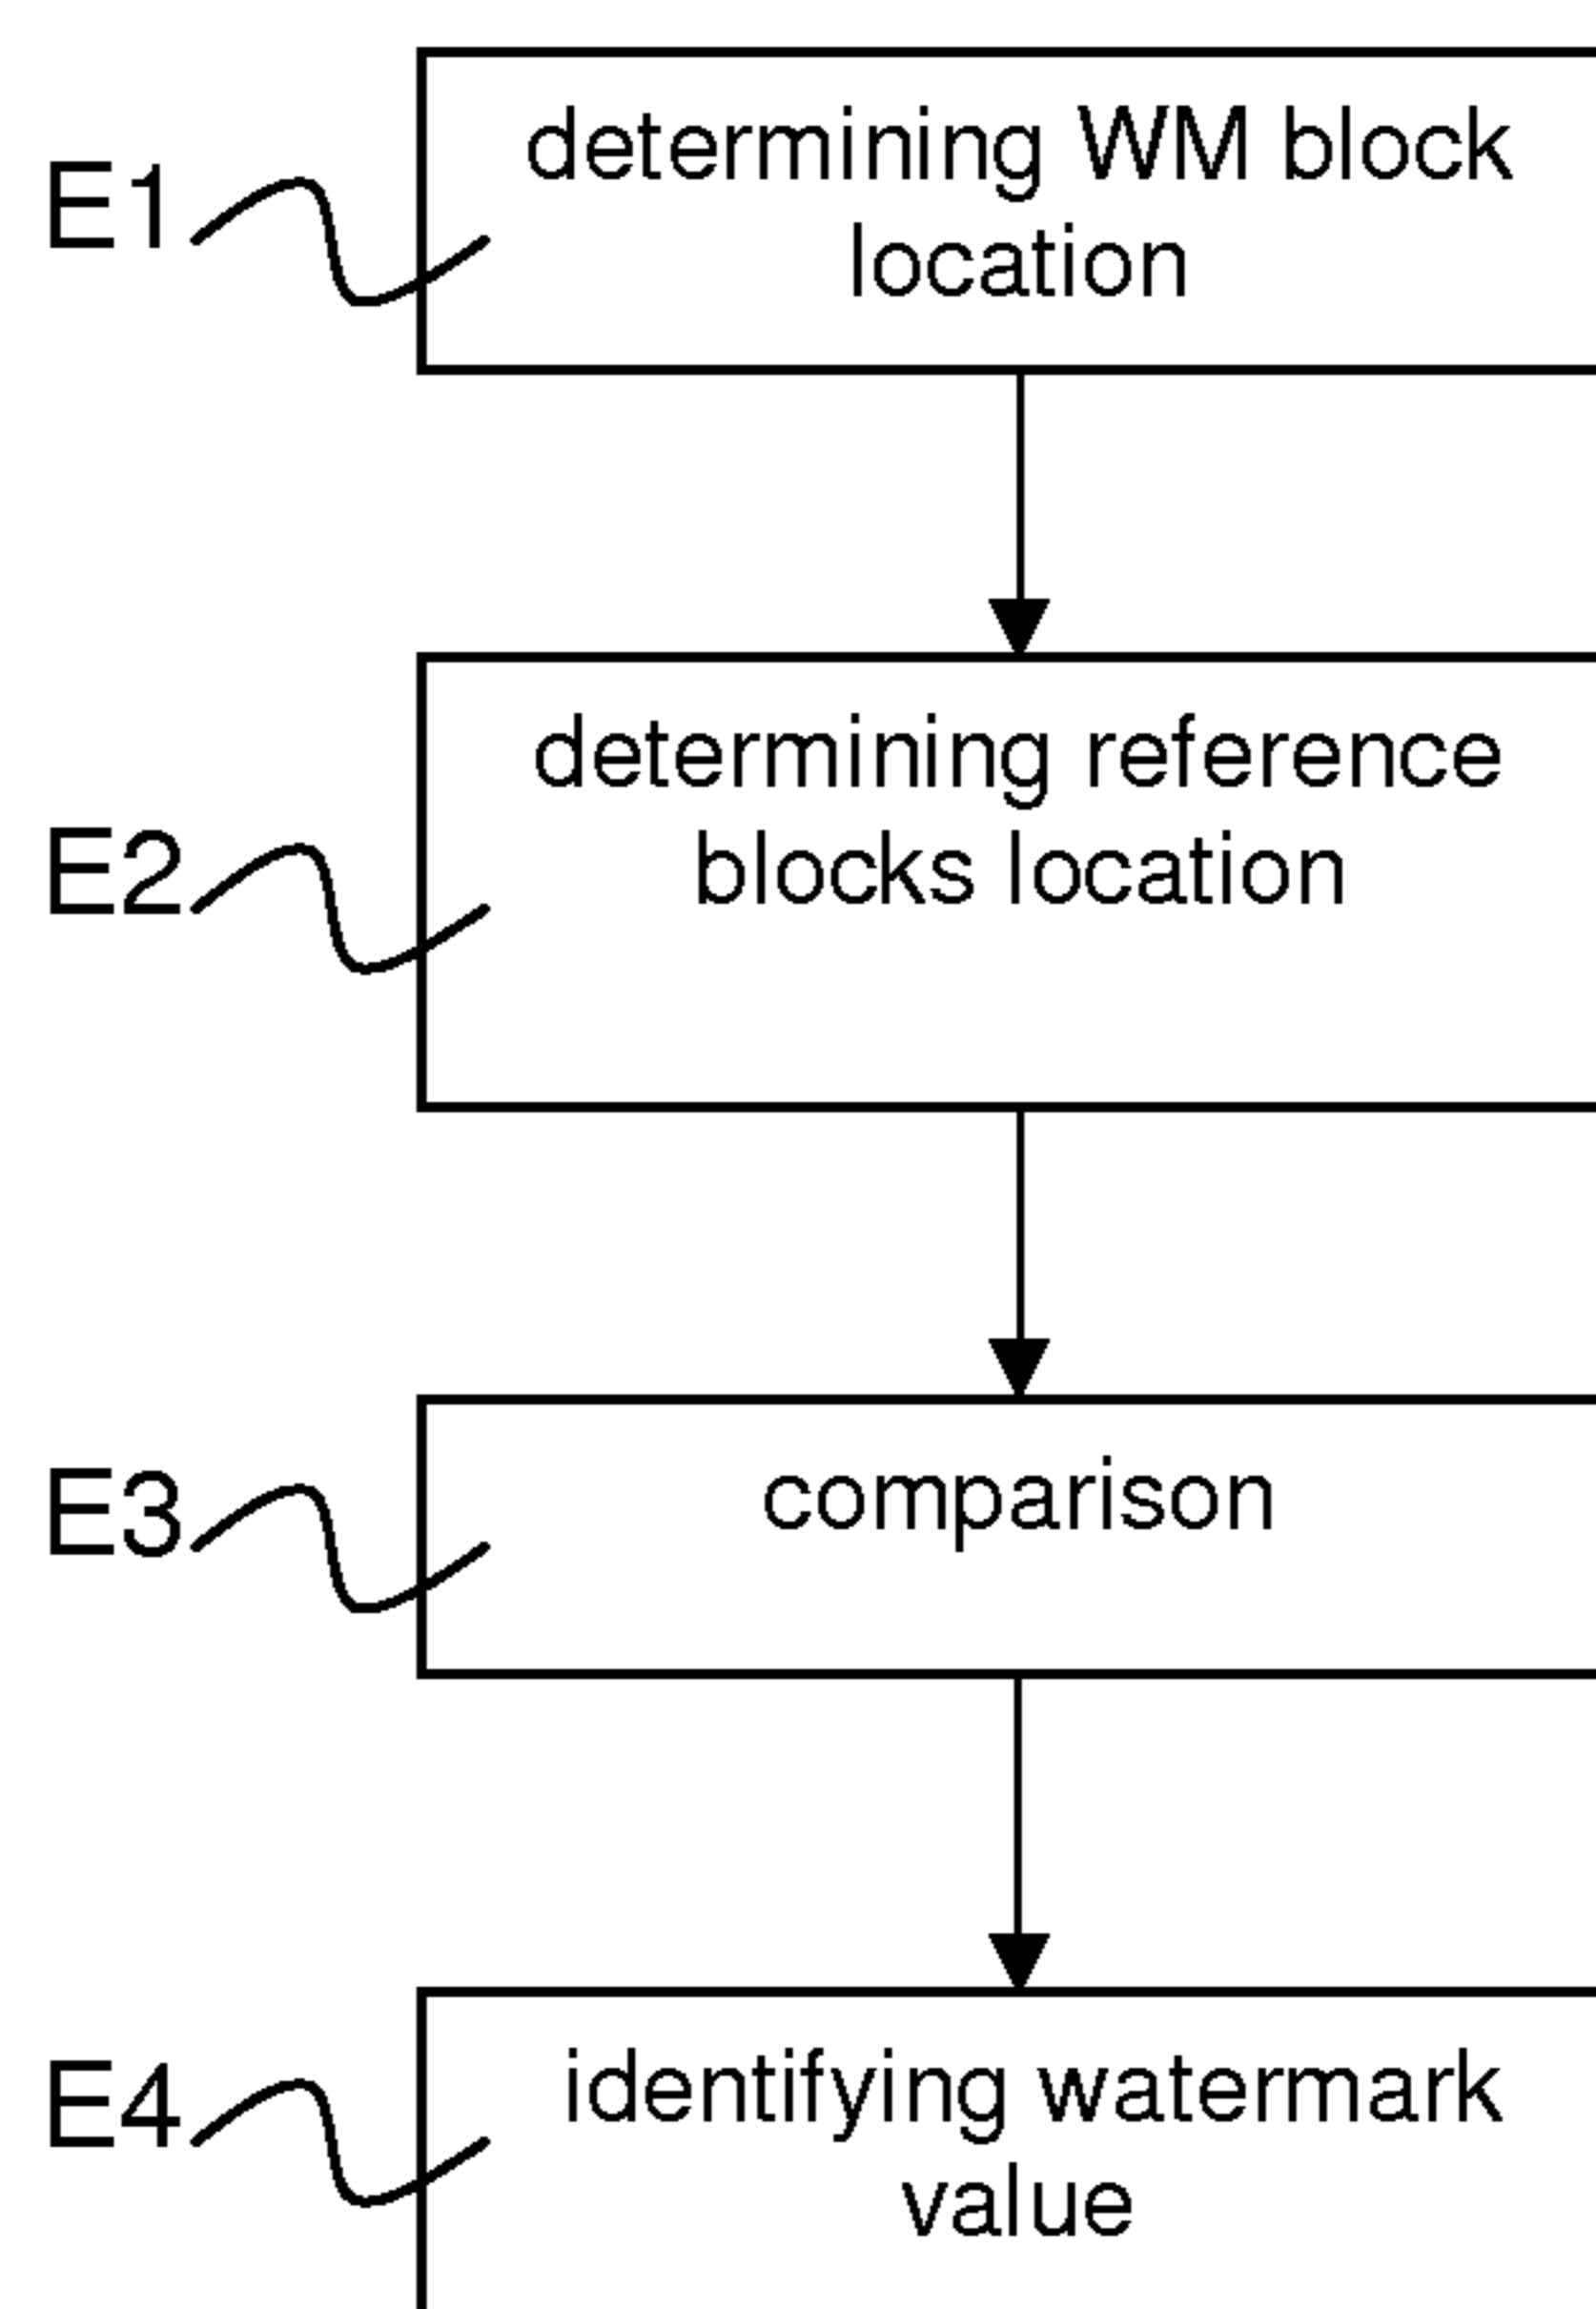 E1
determining WM block
location
E2
determining reference
blocks location
E3
comparison
E4
identifying watermark
value